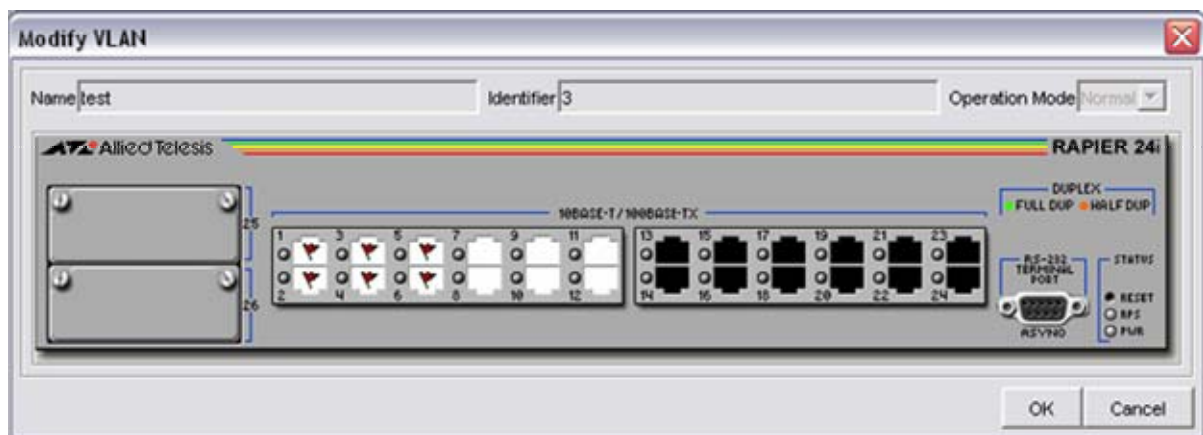 Modify VLAN
Name test Identifier 3 Operation Mode Normal
Allied Telesis RAPIER 24i
DUPLEX
FULL DUP HALF DUP
25
10BASE-T/100BASE-TX
1 3 5 7 9 11 13 15 17 19 21 23
2 4 6 8 10 12 14 16 18 20 22 24
26
RS-232
TERMINAL
PORT
ASYN0
STATUS
RESET
RPS
PWR
OK Cancel